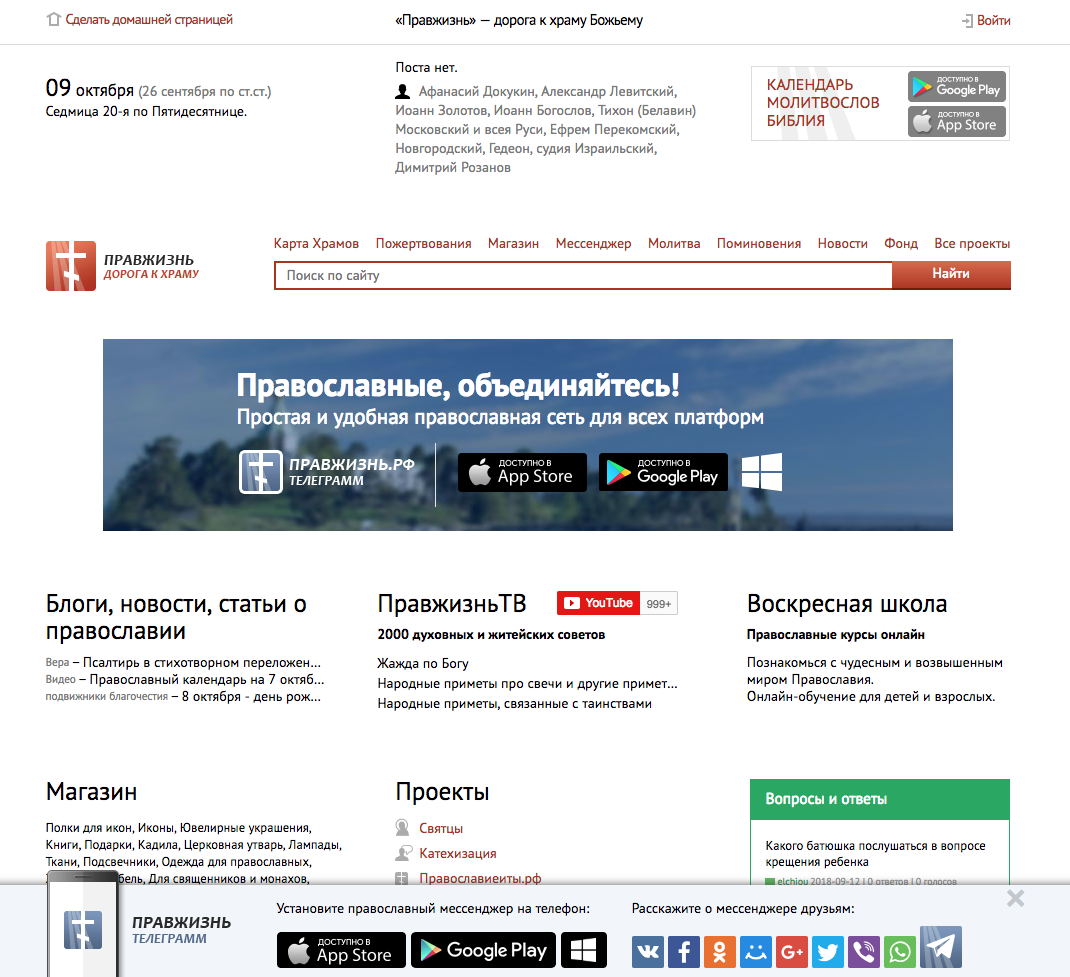 Сделать домашней страницей
«Правжизнь» — дорога к храму Божьему
Войти
09 октября (26 сентября по ст.ст.)
Седмица 20-я по Пятидесятнице.
Поста нет.
Афанасий Докукин, Александр Левитский,
Иоанн Золотов, Иоанн Богослов, Тихон (Белавин)
Московский и всея Руси, Ефрем Перекомский,
Новгородский, Гедеон, судия Израильский,
Димитрий Розанов
КАЛЕНДАРЬ
МОЛИТВОСЛОВ
БИБЛИЯ
ДОСТУПНО В
Google Play
ДОСТУПНО В
App Store
ПРАВЖИЗНЬ
ДОРОГА К ХРАМУ
Карта Храмов Пожертвования Магазин Мессенджер Молитва Поминовения Новости Фонд Все проекты
Поиск по сайту
Найти
Православные, объединяйтесь!
Простая и удобная православная сеть для всех платформ
ПРАВЖИЗНЬ.РФ
ТЕЛЕГРАММ
ДОСТУПНО В
App Store
ДОСТУПНО В
Google Play
Блоги, новости, статьи о
православии
Вера – Псалтирь в стихотворном переложен...
Видео – Православный календарь на 7 октяб...
подвижники благочестия – 8 октября - день рож...
ПравжизньТВ
YouTube 999+
2000 духовных и житейских советов
Жажда по Богу
Народные приметы про свечи и другие примет...
Народные приметы, связанные с таинствами
Воскресная школа
Православные курсы онлайн
Познакомься с чудесным и возвышенным
миром Православия.
Онлайн-обучение для детей и взрослых.
Магазин
Полки для икон, Иконы, Ювелирные украшения,
Книги, Подарки, Кадила, Церковная утварь, Лампады,
Ткани, Подсвечники, Одежда для православных,
бель, Для священников и монахов,
Проекты
Святцы
Катехизация
Православиеиты.рф
Вопросы и ответы
Какого батюшка послушаться в вопросе
крещения ребенка
elchiou 2018-09-12 | 0 ответов | 0 голосов
ПРАВЖИЗНЬ
ТЕЛЕГРАММ
Установите православный мессенджер на телефон:
ДОСТУПНО В
App Store
Google Play
Расскажите о мессенджере друзьям:
G+